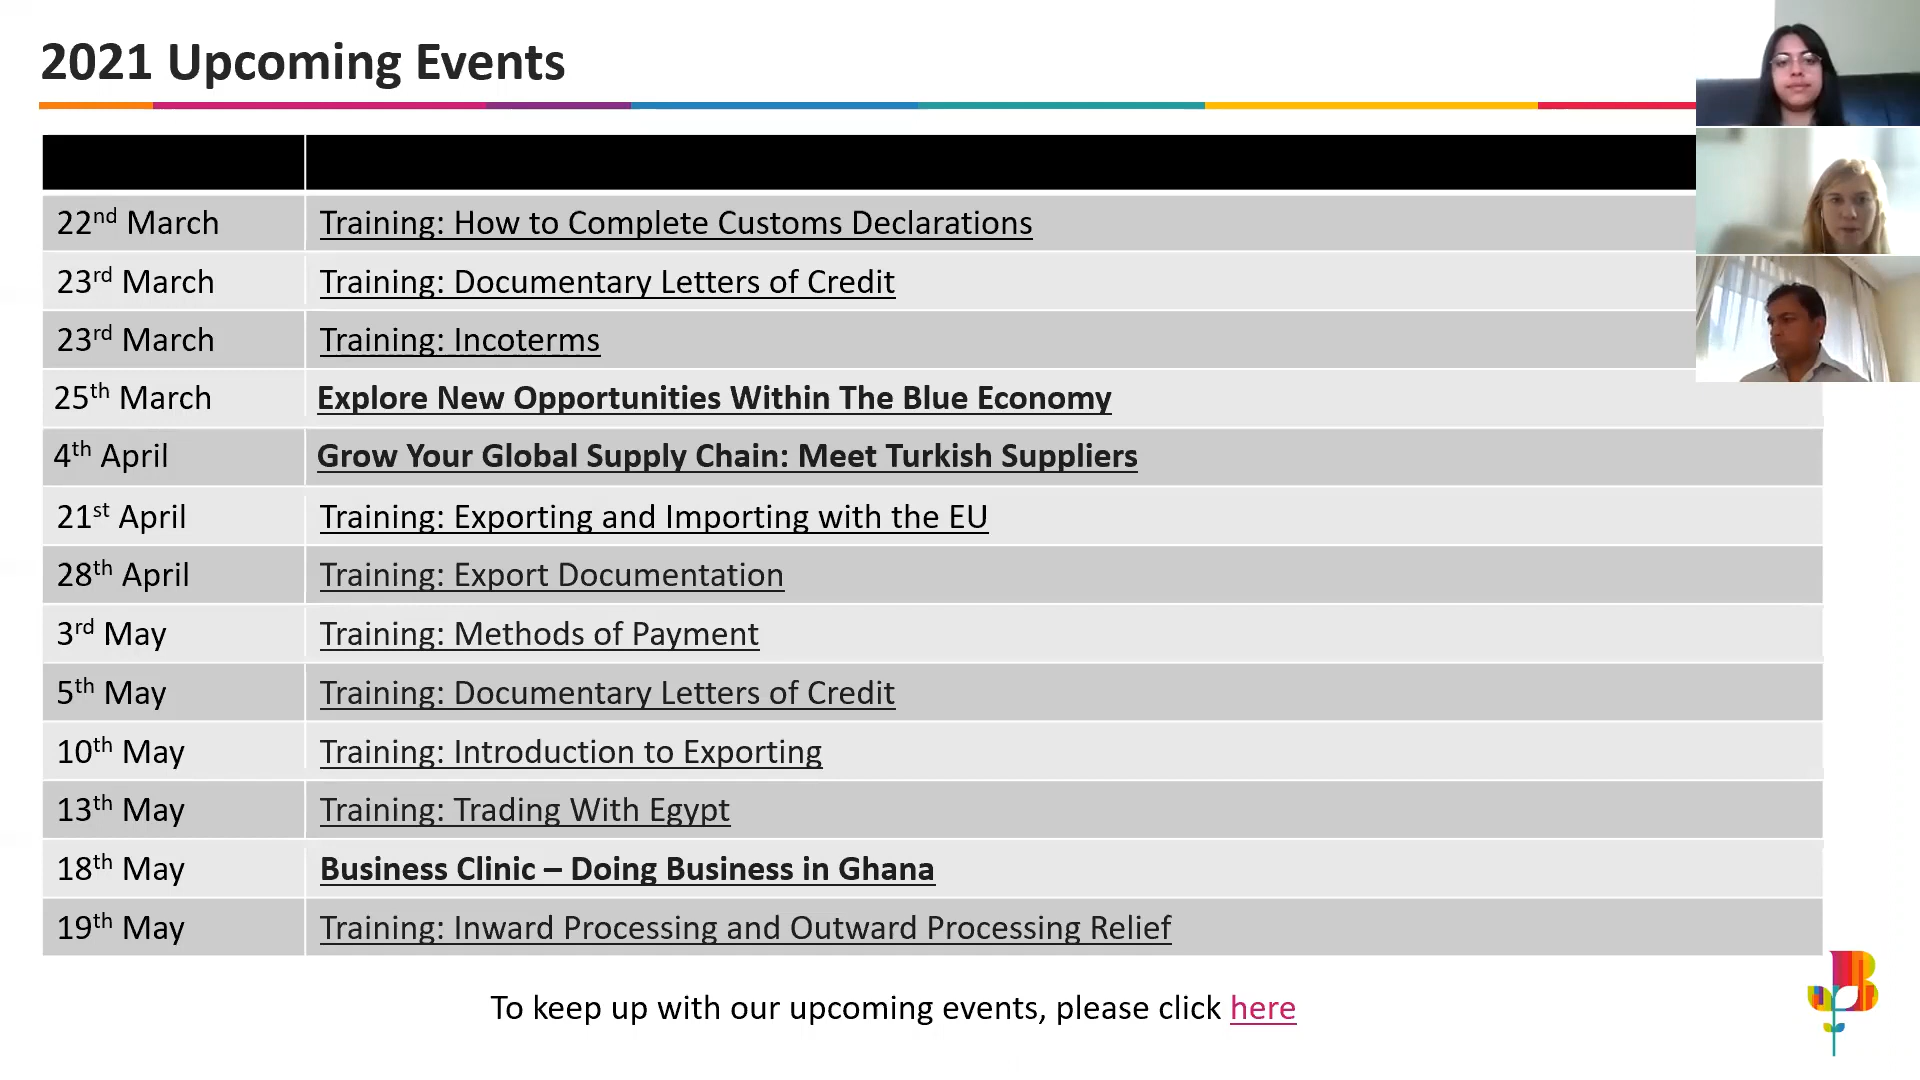 2021 Upcoming Events
22nd March Training: How to Complete Customs Declarations
23rd March Training: Documentary Letters of Credit
23rd March Training: Incoterms
25th March Explore New Opportunities Within The Blue Economy
4th April Grow Your Global Supply Chain: Meet Turkish Suppliers
21st April Training: Exporting and Importing with the EU
28th April Training: Export Documentation
3rd May Training: Methods of Payment
5th May Training: Documentary Letters of Credit
10th May Training: Introduction to Exporting
13th May Training: Trading With Egypt
18th May Business Clinic – Doing Business in Ghana
19th May Training: Inward Processing and Outward Processing Relief
To keep up with our upcoming events, please click here